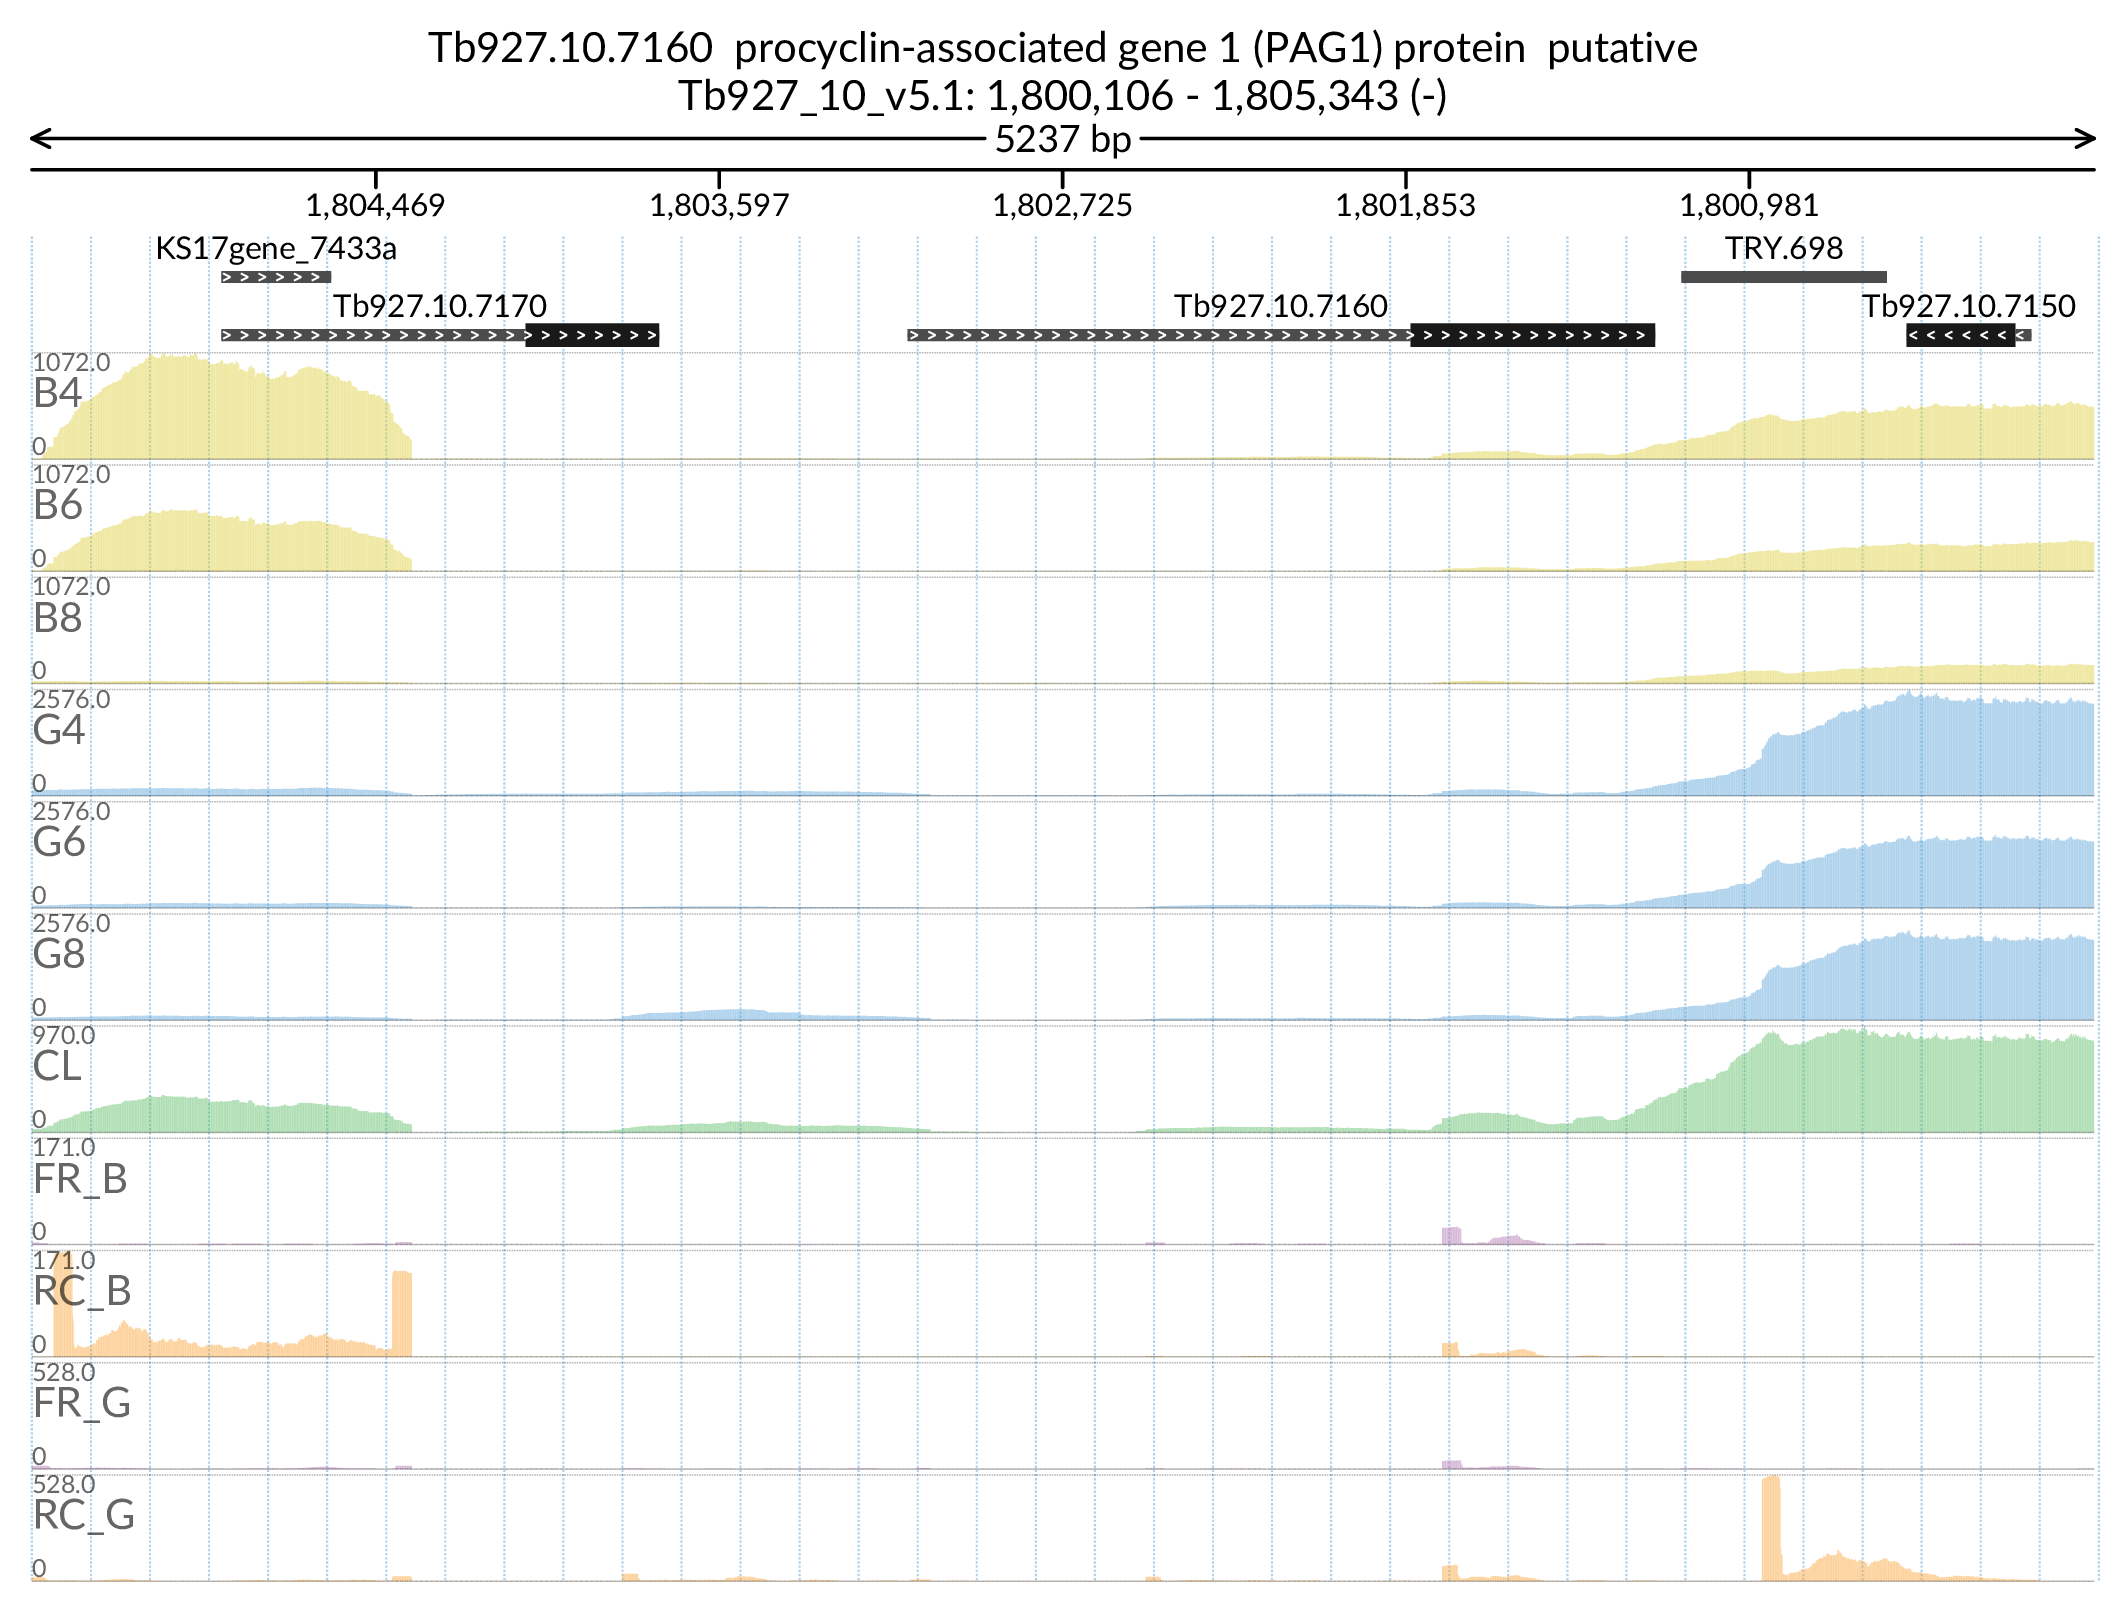 Tb927.10.7160  procyclin-associated gene 1 (PAG1) protein  putative
Tb927_10_v5.1: 1,800,106 - 1,805,343 (-)
5237 bp
1,804,469 1,803,597 1,802,725 1,801,853 1,800,981
KS17gene_7433a TRY.698
Tb927.10.7170 Tb927.10.7160 Tb927.10.7150
1072.0
B4
0
1072.0
B6
0
1072.0
B8
0
2576.0
G4
0
2576.0
G6
0
2576.0
G8
0
970.0
CL
0
171.0
FR_B
0
171.0
RC_B
0
528.0
FR_G
0
528.0
RC_G
0